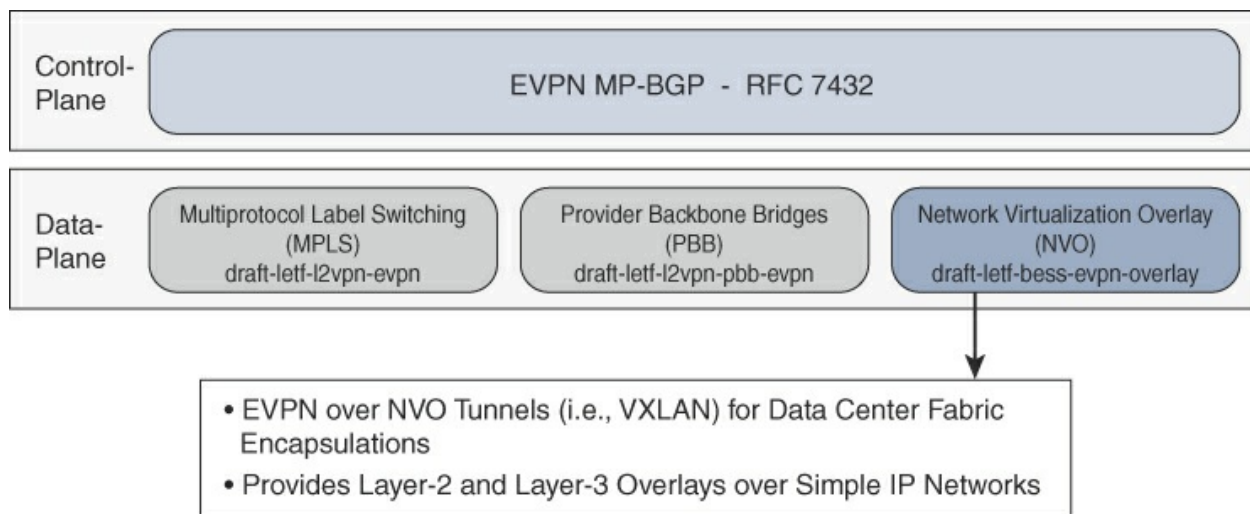 Control-
Plane
EVPN MP-BGP - RFC 7432
Data-
Plane
Multiprotocol Label Switching
(MPLS)
draft-letf-l2vpn-evpn
Provider Backbone Bridges
(PBB)
draft-letf-l2vpn-pbb-evpn
Network Virtualization Overlay
(NVO)
draft-letf-bess-evpn-overlay
• EVPN over NVO Tunnels (i.e., VXLAN) for Data Center Fabric
Encapsulations
• Provides Layer-2 and Layer-3 Overlays over Simple IP Networks